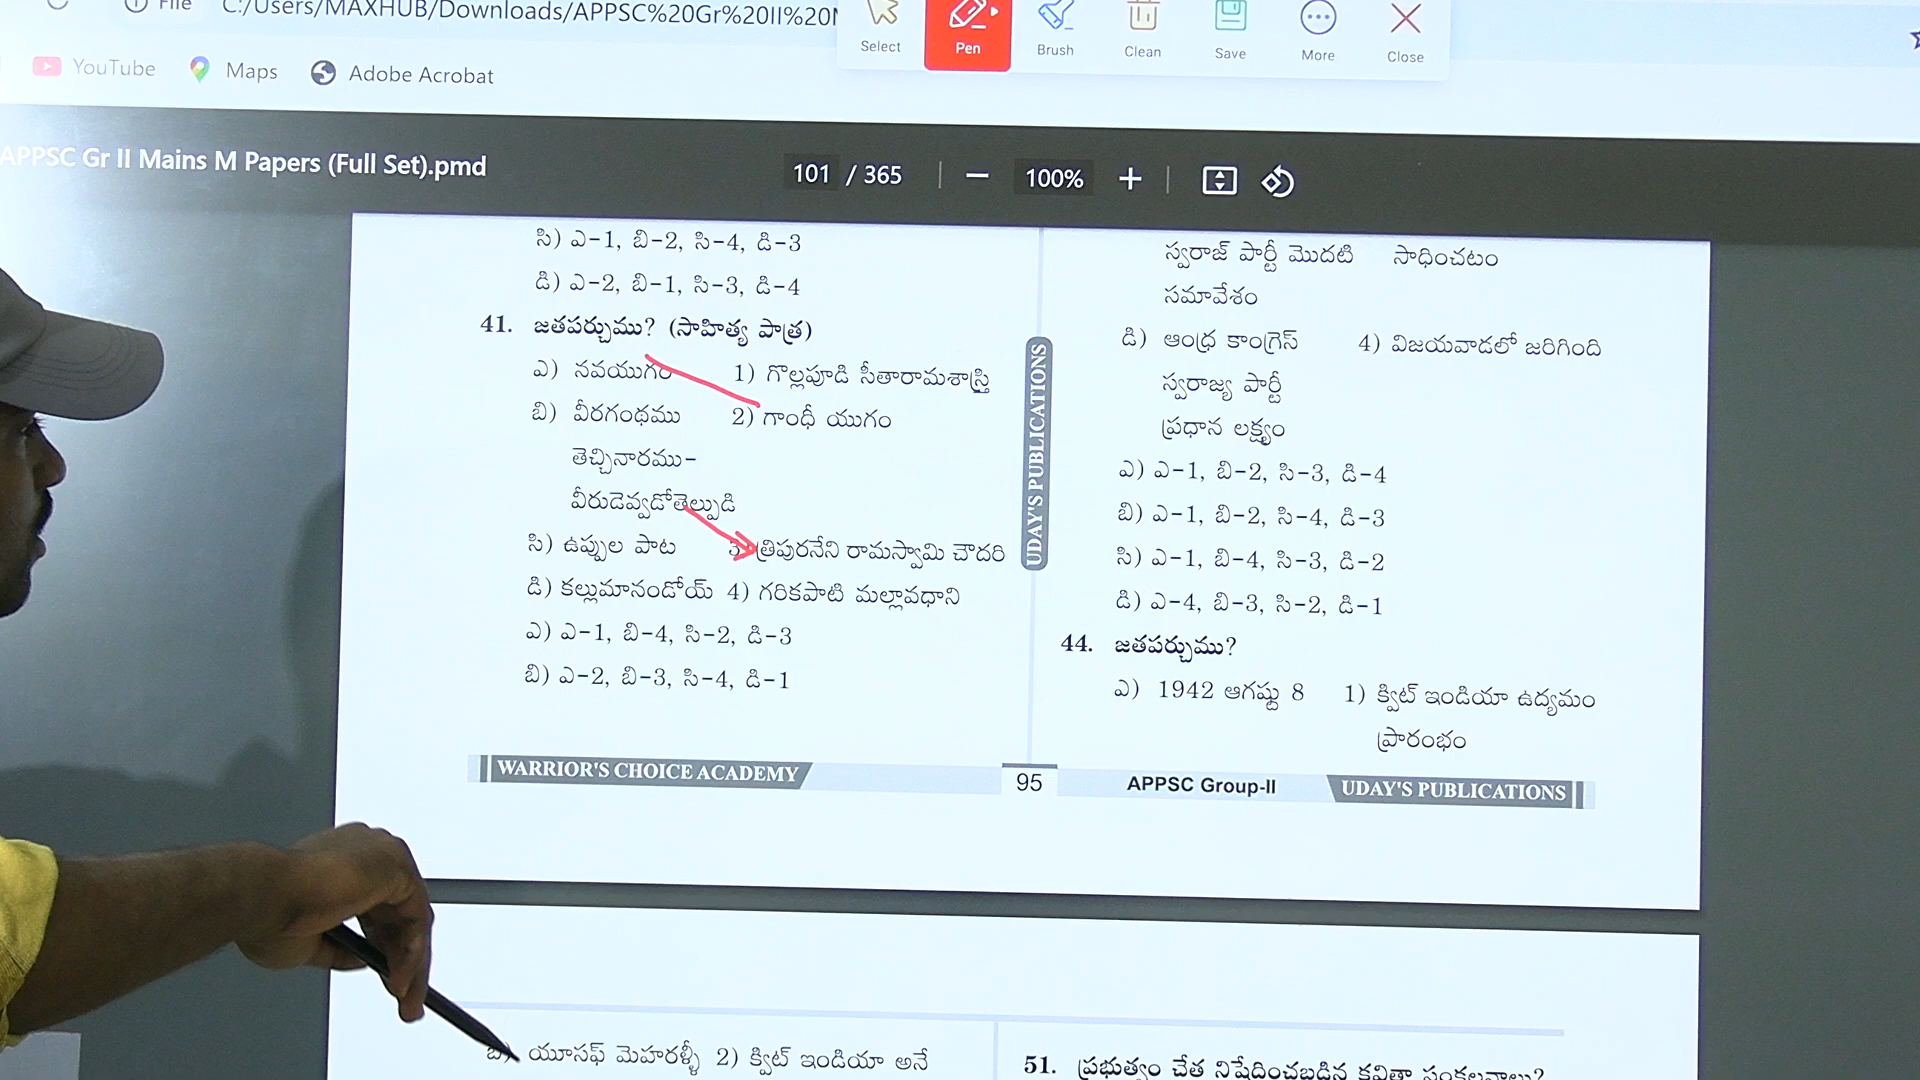 File C:/Users/MAXHUB/Downloads/APPSC%20Gr%20II%20
Select
Pen
Brush
Clean
Save
More
Close
YouTube
Maps
Adobe Acrobat
APPSC Gr II Mains M Papers (Full Set).pmd
101 / 365
100%
సి) ఎ-1, బి-2, సి-4, డి-3
డి) ఎ-2, బి-1, సి-3, డి-4
41. జతపర్చుము? (సాహిత్య పాత్ర)
ఎ) నవయుగం 1) గొల్లపూడి సీతారామశాస్త్రి
బి) వీరగంథము 2) గాంధీ యుగం
తెచ్చినారము-
వీరుడెవ్వడోతెల్పుడి
సి) ఉప్పుల పాట 3) త్రిపురనేని రామస్వామి చౌదరి
డి) కల్లుమానండోయ్ 4) గరికపాటి మల్లావధాని
ఎ) ఎ-1, బి-4, సి-2, డి-3
బి) ఎ-2, బి-3, సి-4, డి-1
UDAY'S PUBLICATIONS
స్వరాజ్ పార్టీ మొదటి సాధించటం
సమావేశం
డి) ఆంధ్ర కాంగ్రెస్ 4) విజయవాడలో జరిగింది
స్వరాజ్య పార్టీ
ప్రధాన లక్ష్యం
ఎ) ఎ-1, బి-2, సి-3, డి-4
బి) ఎ-1, బి-2, సి-4, డి-3
సి) ఎ-1, బి-4, సి-3, డి-2
డి) ఎ-4, బి-3, సి-2, డి-1
44. జతపర్చుము?
ఎ) 1942 ఆగష్టు 8 1) క్విట్ ఇండియా ఉద్యమం
ప్రారంభం
WARRIOR'S CHOICE ACADEMY
95
APPSC Group-II
UDAY'S PUBLICATIONS
బి) యూసఫ్ మెహరళ్ళీ 2) క్విట్ ఇండియా అనే
51. ప్రభుత్వం చేత నిషేదించబడిన కవితా సంకలనాలు?